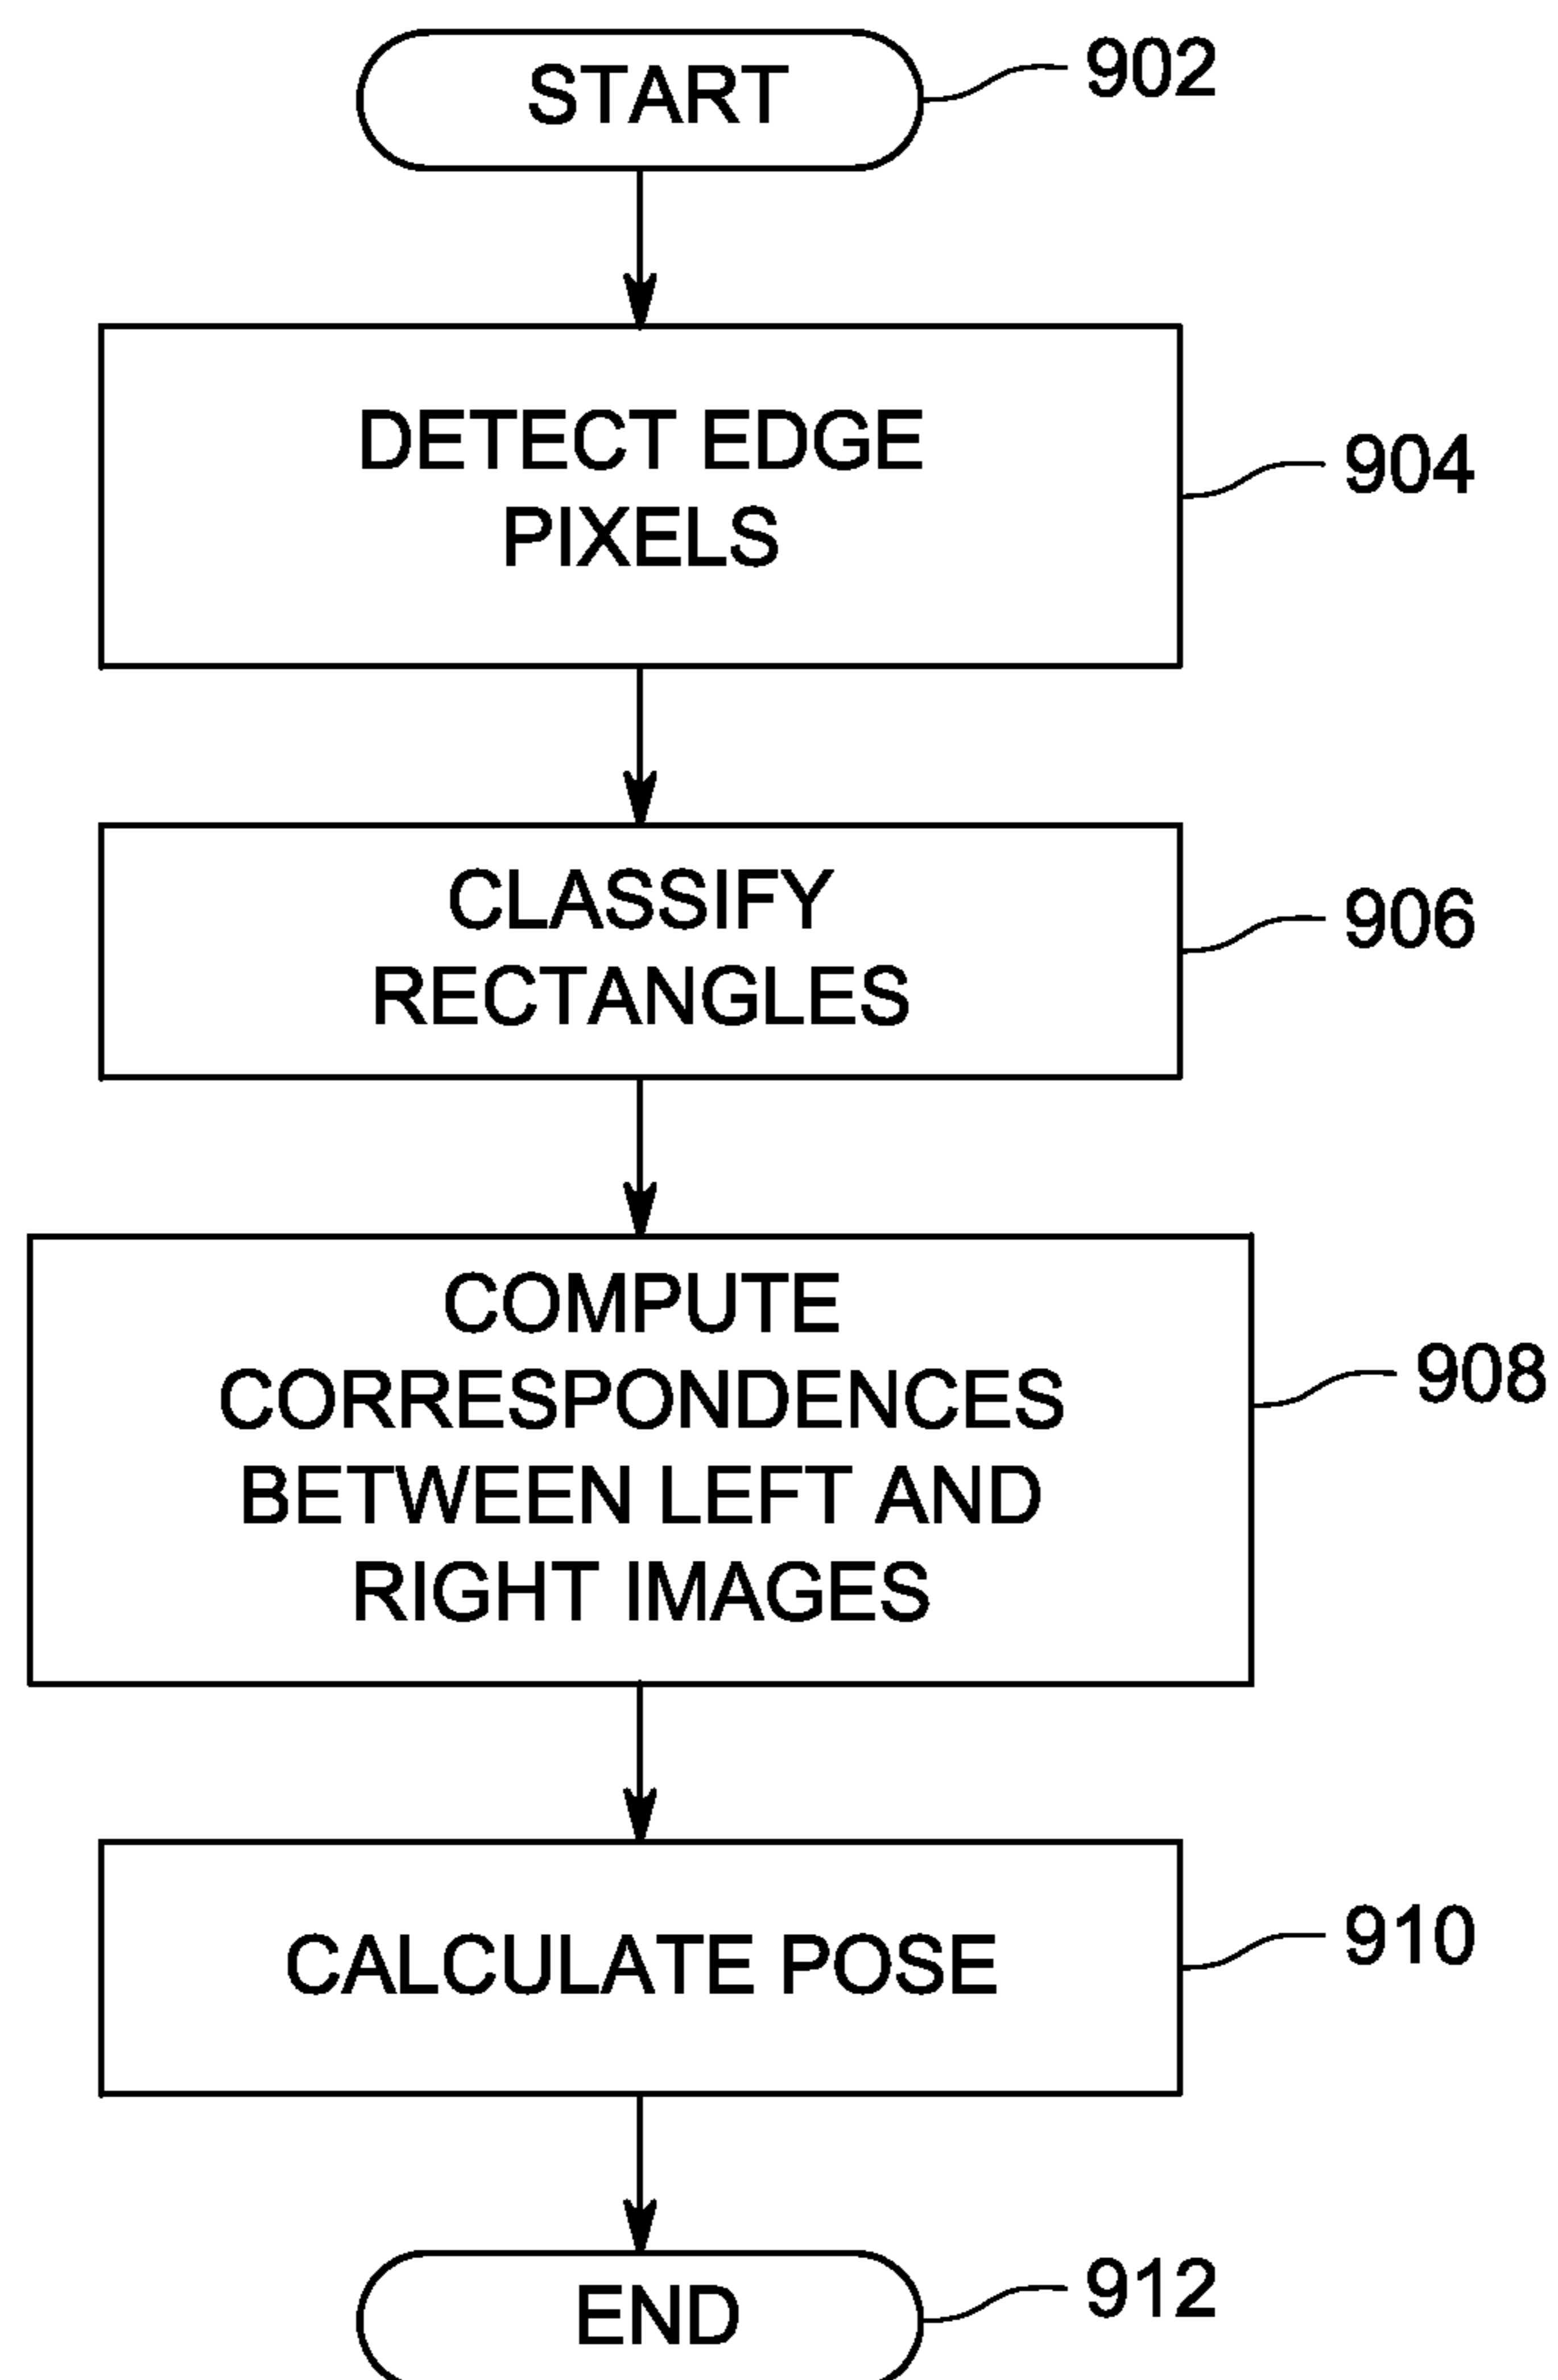 START
902
DETECT EDGE
PIXELS
904
CLASSIFY
RECTANGLES
906
COMPUTE
CORRESPONDENCES
BETWEEN LEFT AND
RIGHT IMAGES
908
CALCULATE POSE
910
END
912